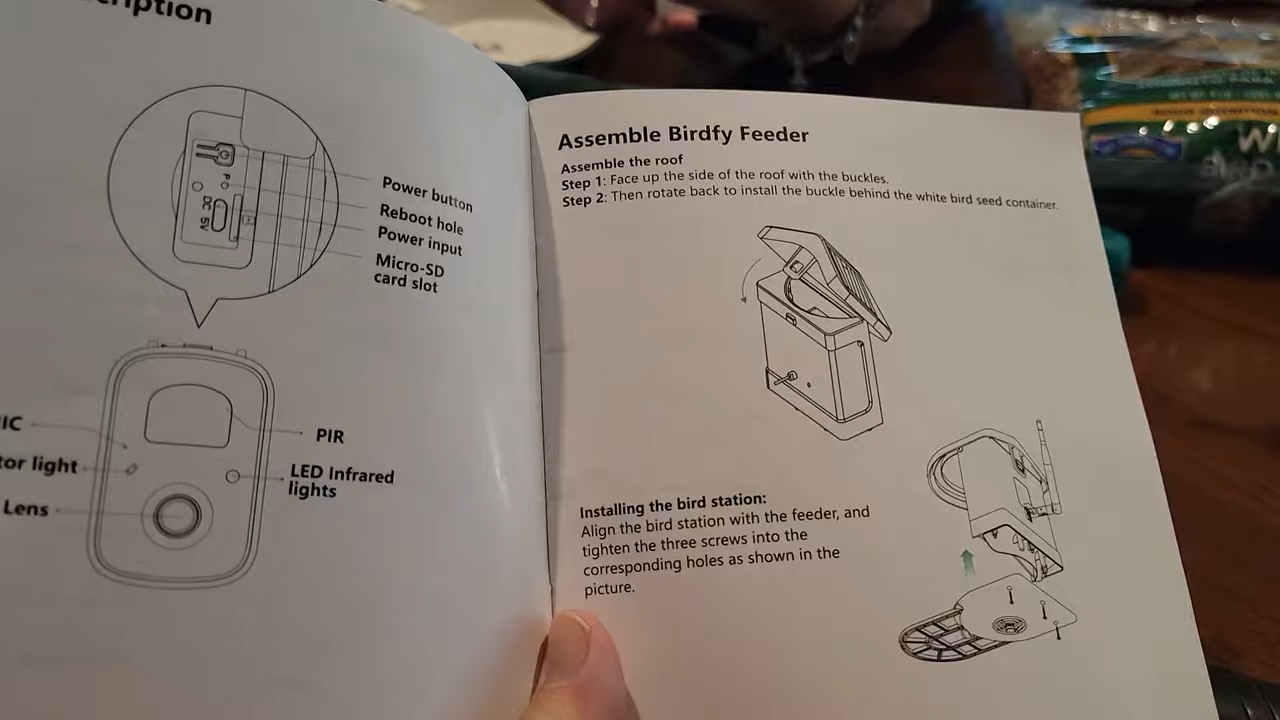 ription
Power button
Reboot hole
Power input
Micro-SD
card slot
DC 5V
IC
PIR
tor light
LED Infrared
lights
Lens
Assemble Birdfy Feeder
Assemble the roof
Step 1: Face up the side of the roof with the buckles.
Step 2: Then rotate back to install the buckle behind the white bird seed container.
Installing the bird station:
Align the bird station with the feeder, and
tighten the three screws into the
corresponding holes as shown in the
picture.